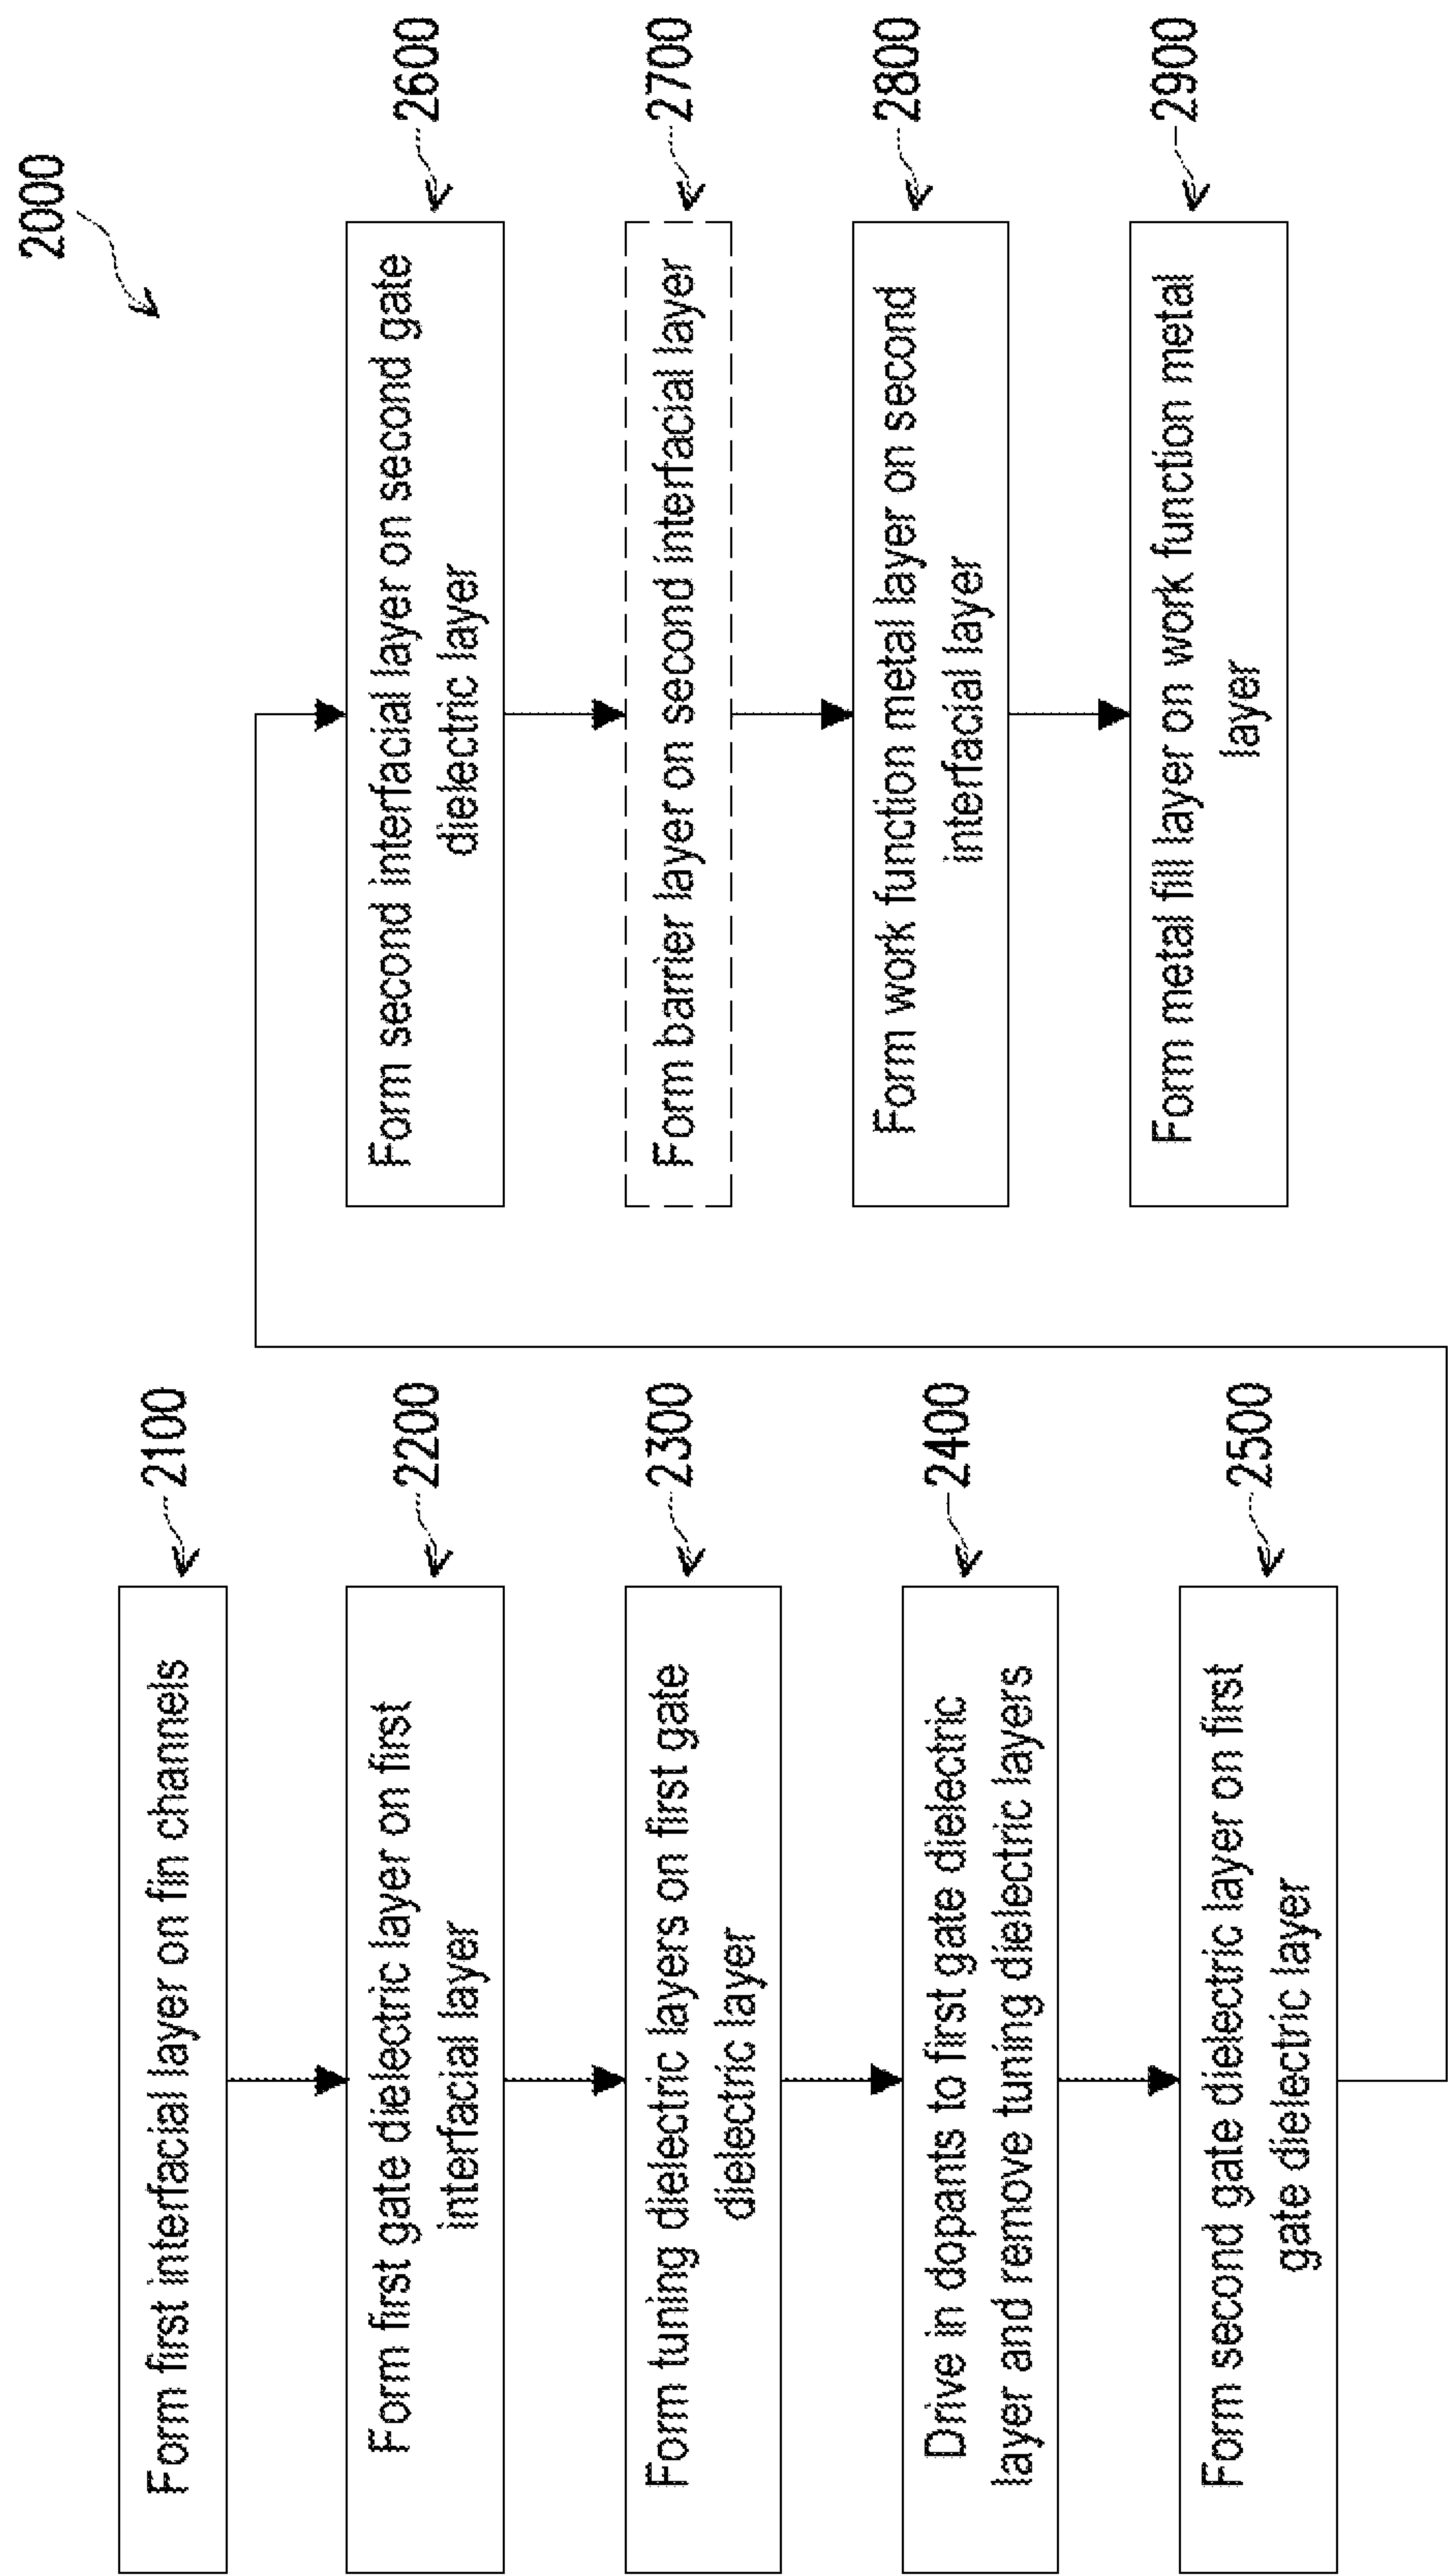 2000
Form first interfacial layer on fin channels
2100
Form first gate dielectric layer on first
interfacial layer
2200
Form tuning dielectric layers on first gate
dielectric layer
2300
Drive in dopants to first gate dielectric
layer and remove tuning dielectric layers
2400
Form second gate dielectric layer on first
gate dielectric layer
2500
Form second interfacial layer on second gate
dielectric layer
2600
Form barrier layer on second interfacial layer
2700
Form work function metal layer on second
interfacial layer
2800
Form metal fill layer on work function metal
layer
2900